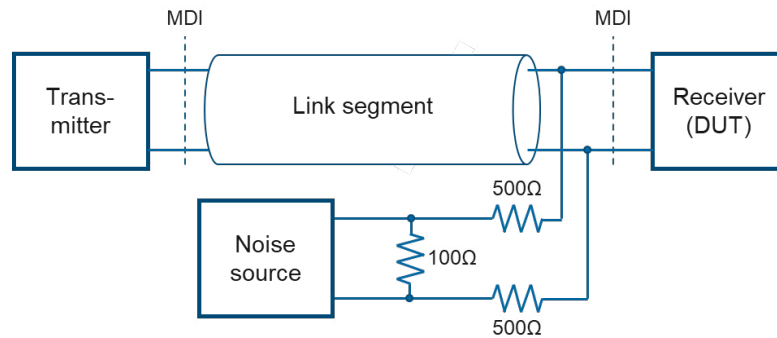 MDI
MDI
Trans-
mitter
Link segment
Receiver
(DUT)
500Ω
Noise
source
100Ω
500Ω